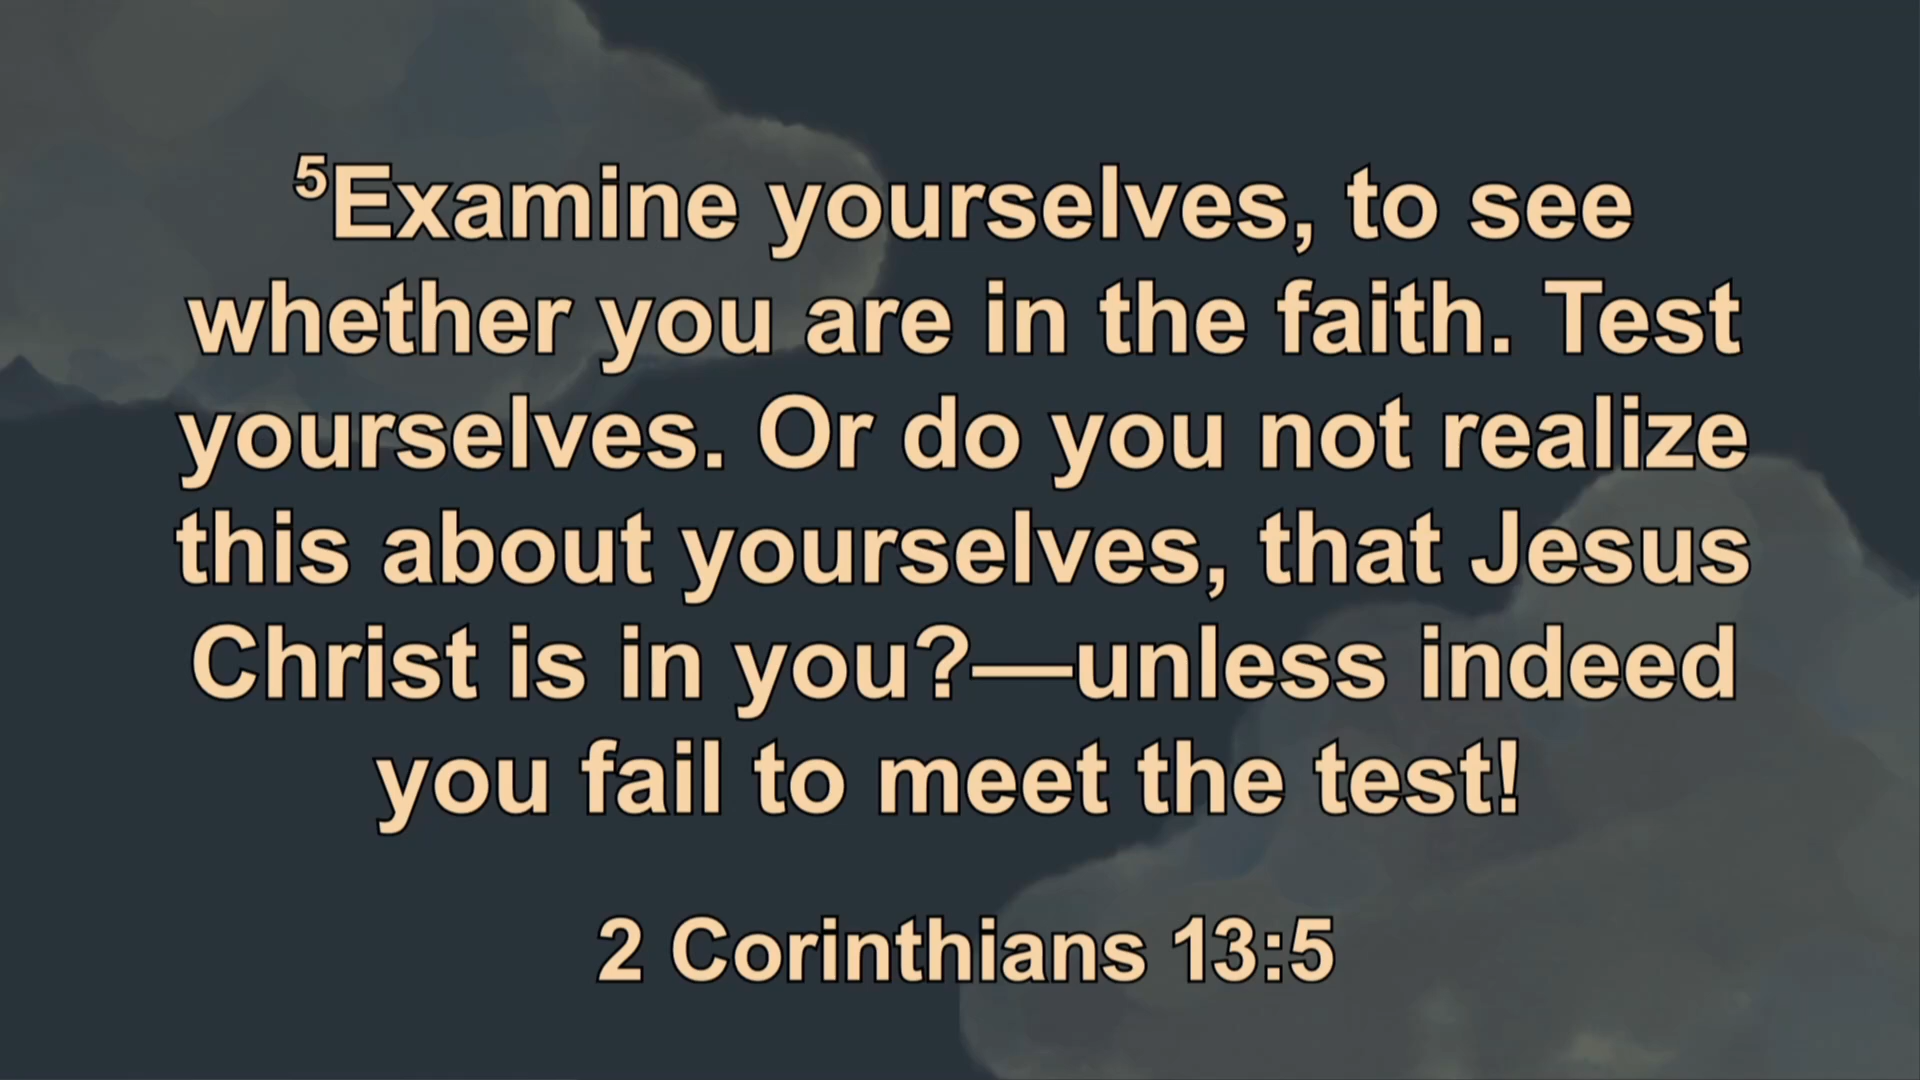 ⁵Examine yourselves, to see
whether you are in the faith. Test
yourselves. Or do you not realize
this about yourselves, that Jesus
Christ is in you?—unless indeed
you fail to meet the test!
2 Corinthians 13:5